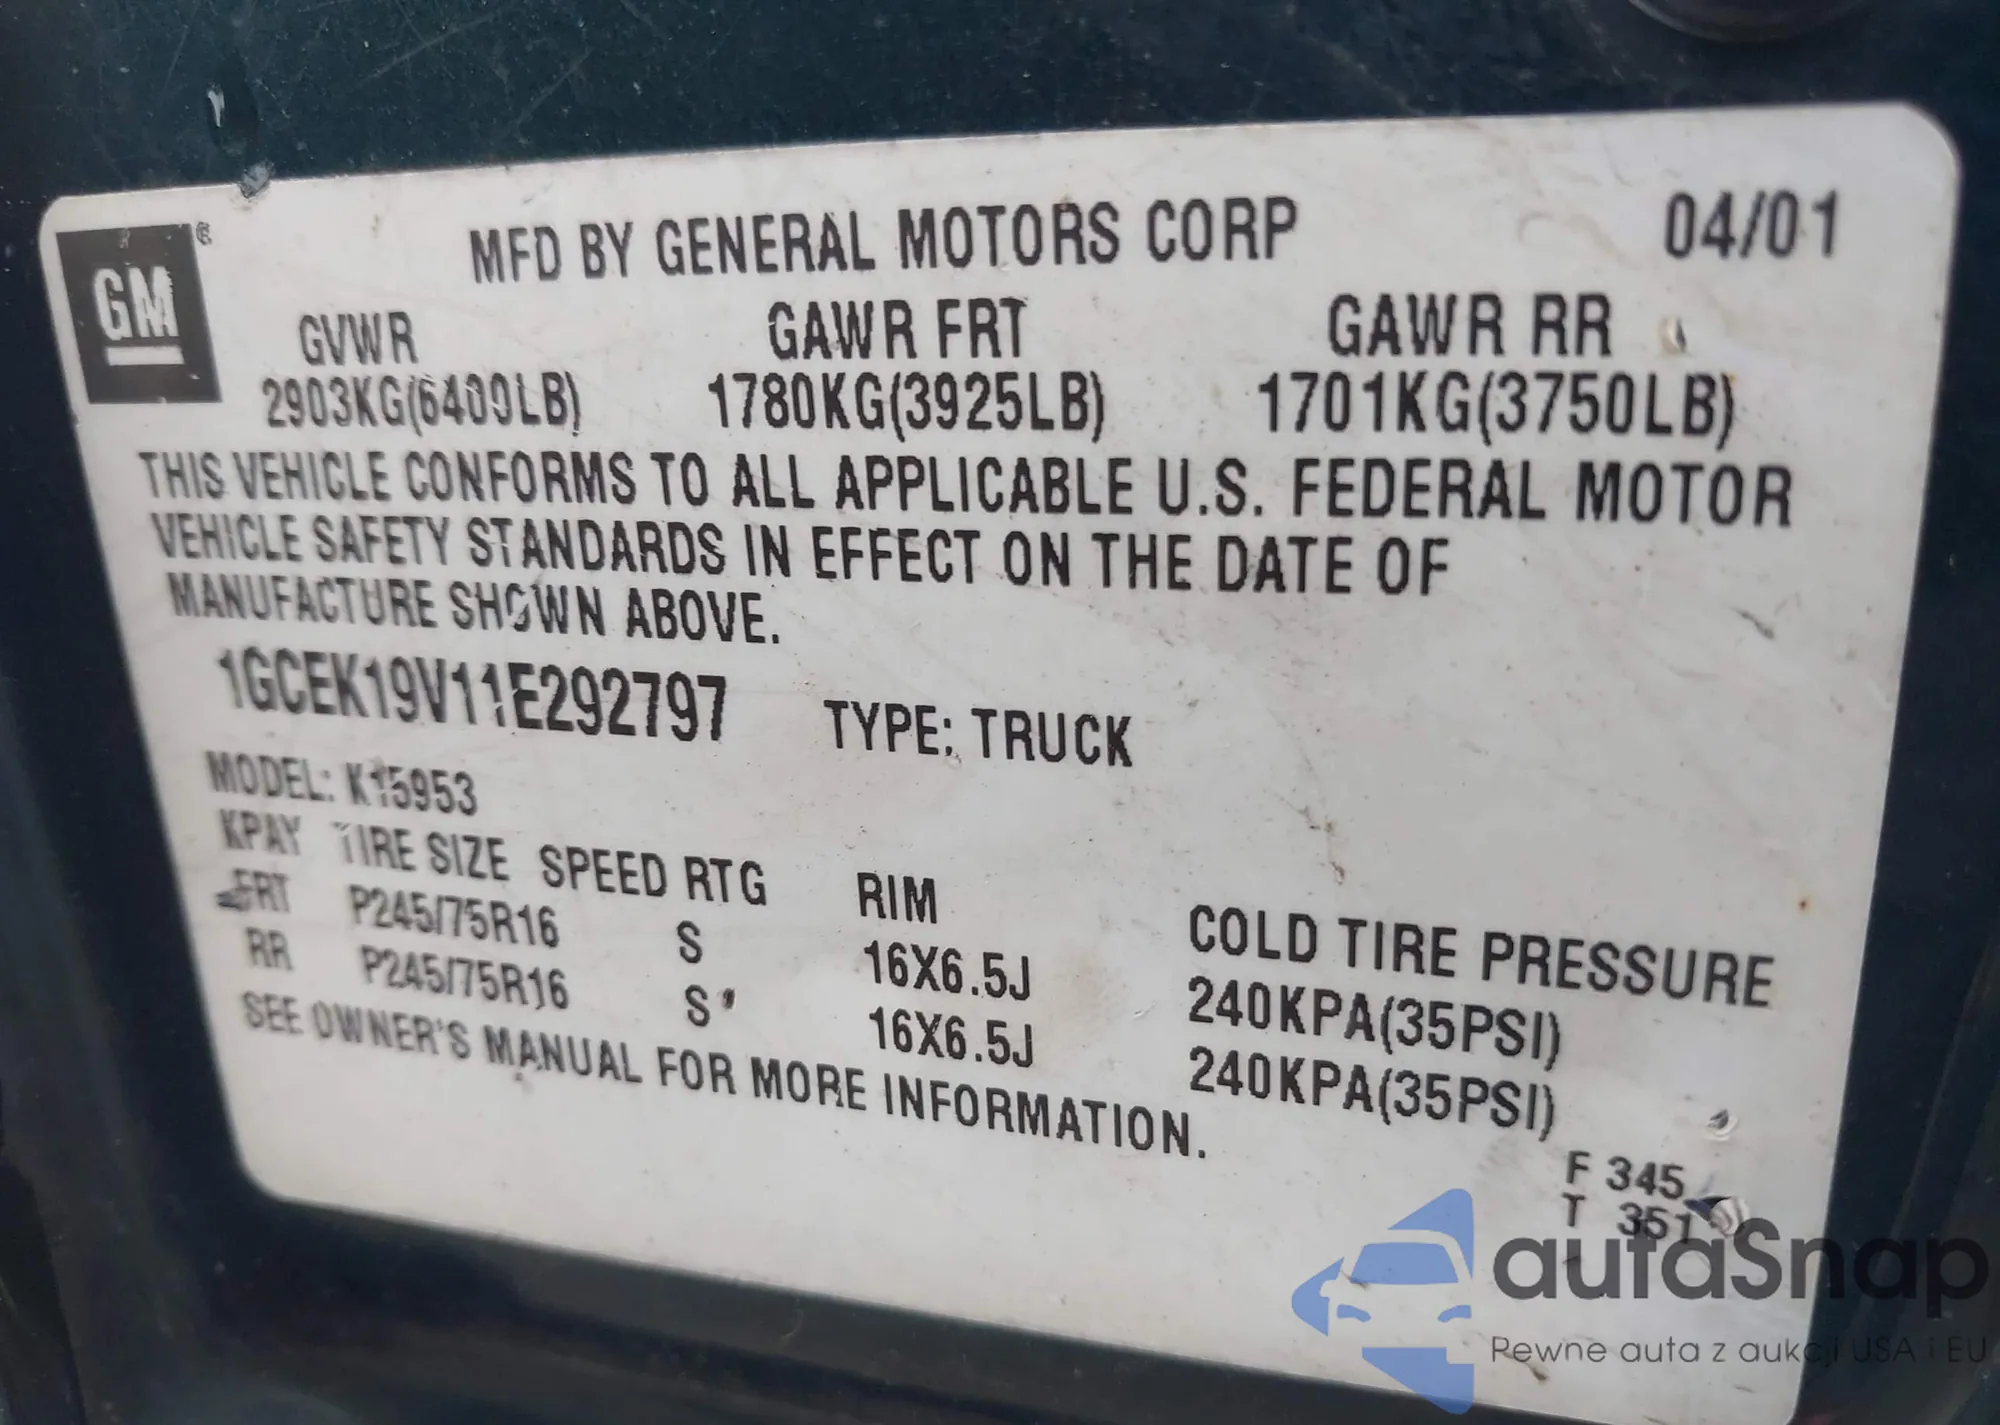 GM®
MFD BY GENERAL MOTORS CORP 04/01
GVWR GAWR FRT GAWR RR
2903KG(6400LB) 1780KG(3925LB) 1701KG(3750LB)
THIS VEHICLE CONFORMS TO ALL APPLICABLE U.S. FEDERAL MOTOR
VEHICLE SAFETY STANDARDS IN EFFECT ON THE DATE OF
MANUFACTURE SHOWN ABOVE.
1GCEK19V11E292797 TYPE: TRUCK
MODEL: K15953
KPAY TIRE SIZE SPEED RTG RIM COLD TIRE PRESSURE
FRT P245/75R16 S 16X6.5J 240KPA(35PSI)
RR P245/75R16 S 16X6.5J 240KPA(35PSI)
SEE OWNER'S MANUAL FOR MORE INFORMATION.
F 345
T 351
autaSnap
Pewne auta z aukcji USA i EU